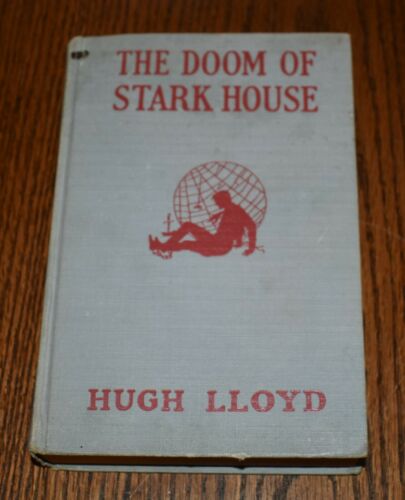 THE DOOM OF
STARK HOUSE
HUGH LLOYD